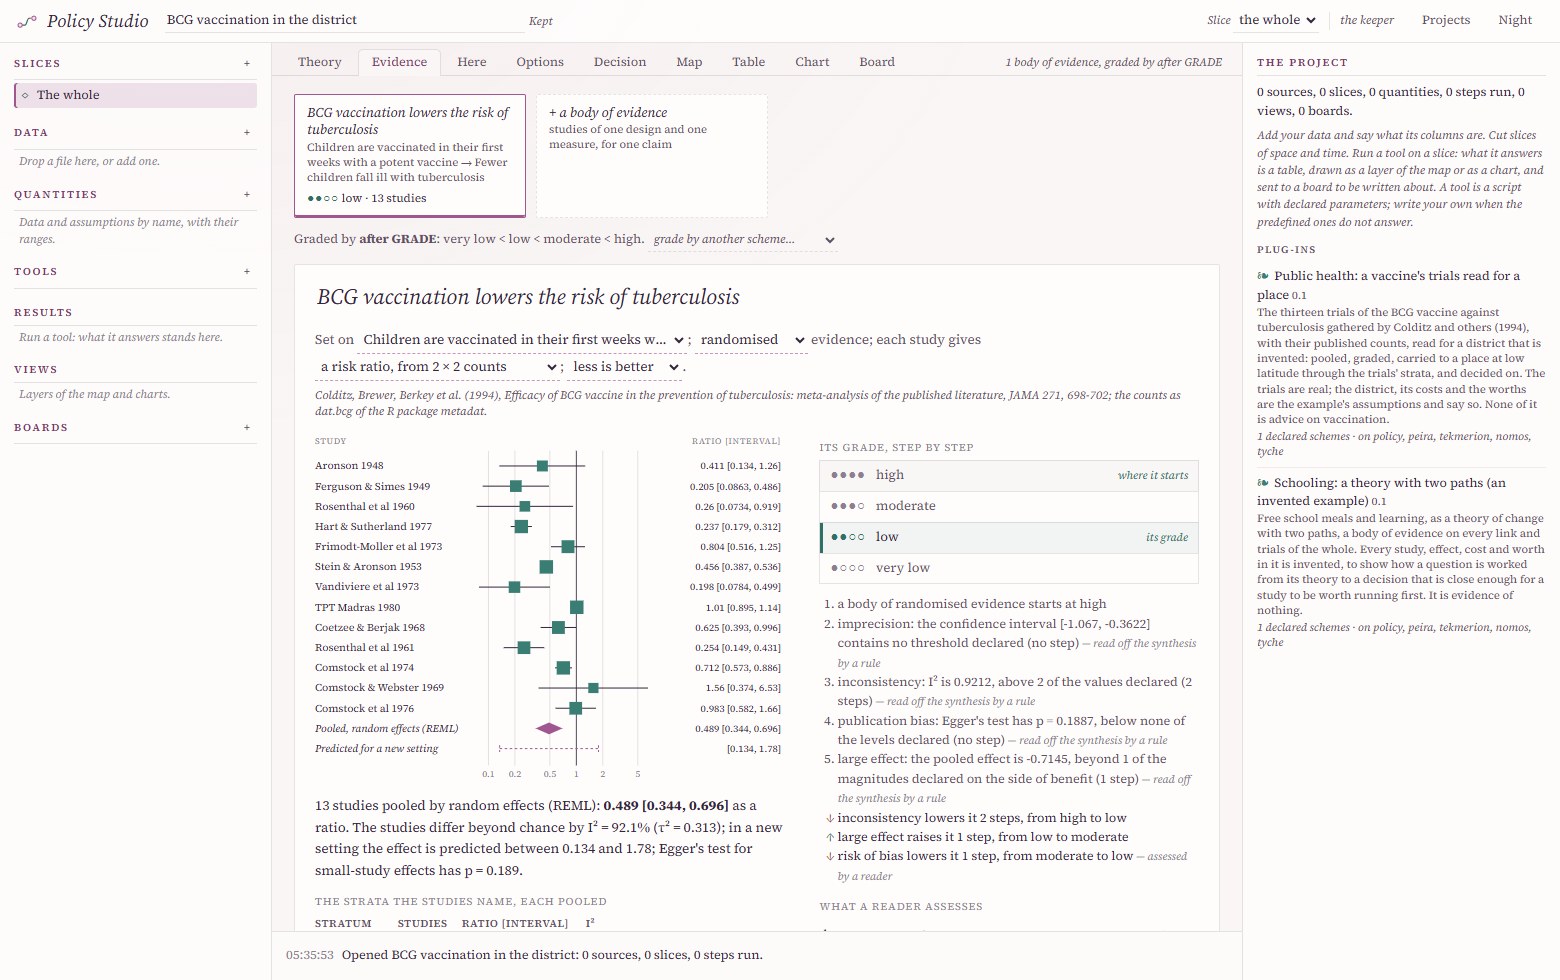 Policy Studio
BCG vaccination in the district
Kept
Slice the whole
the keeper
Projects
Night
SLICES +
The whole
DATA +
Drop a file here, or add one.
QUANTITIES +
Data and assumptions by name, with their
ranges.
TOOLS +
RESULTS
Run a tool: what it answers stands here.
VIEWS
Layers of the map and charts.
BOARDS +
Theory Evidence Here Options Decision Map Table Chart Board
1 body of evidence, graded by after GRADE
BCG vaccination lowers the risk of
tuberculosis
Children are vaccinated in their first
weeks with a potent vaccine → Fewer
children fall ill with tuberculosis
●●○○ low · 13 studies
+ a body of evidence
studies of one design and one
measure, for one claim
Graded by after GRADE: very low < low < moderate < high. grade by another scheme...
BCG vaccination lowers the risk of tuberculosis
Set on Children are vaccinated in their first weeks w... ; randomised evidence; each study gives
a risk ratio, from 2 × 2 counts ; less is better .
Colditz, Brewer, Berkey et al. (1994), Efficacy of BCG vaccine in the prevention of tuberculosis: meta-analysis of the published literature, JAMA 271, 698-702; the counts as
dat.bcg of the R package metadat.
STUDY RATIO [INTERVAL]
Aronson 1948 0.411 [0.134, 1.26]
Ferguson & Simes 1949 0.205 [0.0863, 0.486]
Rosenthal et al 1960 0.26 [0.0734, 0.919]
Hart & Sutherland 1977 0.237 [0.179, 0.312]
Frimodt-Moller et al 1973 0.804 [0.516, 1.25]
Stein & Aronson 1953 0.456 [0.387, 0.536]
Vandiviere et al 1973 0.198 [0.0784, 0.499]
TPT Madras 1980 1.01 [0.895, 1.14]
Coetzee & Berjak 1968 0.625 [0.393, 0.996]
Rosenthal et al 1961 0.254 [0.149, 0.431]
Comstock et al 1974 0.712 [0.573, 0.886]
Comstock & Webster 1969 1.56 [0.374, 6.53]
Comstock et al 1976 0.983 [0.582, 1.66]
Pooled, random effects (REML) 0.489 [0.344, 0.696]
Predicted for a new setting [0.134, 1.78]
0.1 0.2 0.5 1 2 5
13 studies pooled by random effects (REML): 0.489 [0.344, 0.696] as a
ratio. The studies differ beyond chance by I² = 92.1% (τ² = 0.313); in a new
setting the effect is predicted between 0.134 and 1.78; Egger's test for
small-study effects has p = 0.189.
THE STRATA THE STUDIES NAME, EACH POOLED
STRATUM STUDIES RATIO [INTERVAL] I²
ITS GRADE, STEP BY STEP
●●●● high where it starts
●●●○ moderate
●●○○ low its grade
●○○○ very low
1. a body of randomised evidence starts at high
2. imprecision: the confidence interval [-1.067, -0.3622]
contains no threshold declared (no step) — read off the synthesis
by a rule
3. inconsistency: I² is 0.9212, above 2 of the values declared (2
steps) — read off the synthesis by a rule
4. publication bias: Egger's test has p = 0.1887, below none of
the levels declared (no step) — read off the synthesis by a rule
5. large effect: the pooled effect is -0.7145, beyond 1 of the
magnitudes declared on the side of benefit (1 step) — read off
the synthesis by a rule
↓ inconsistency lowers it 2 steps, from high to low
↑ large effect raises it 1 step, from low to moderate
↓ risk of bias lowers it 1 step, from moderate to low — assessed
by a reader
WHAT A READER ASSESSES
THE PROJECT
0 sources, 0 slices, 0 quantities, 0 steps run, 0
views, 0 boards.
Add your data and say what its columns are. Cut slices
of space and time. Run a tool on a slice: what it answers
is a table, drawn as a layer of the map or as a chart, and
sent to a board to be written about. A tool is a script
with declared parameters; write your own when the
predefined ones do not answer.
PLUG-INS
Public health: a vaccine's trials read for a
place 0.1
The thirteen trials of the BCG vaccine against
tuberculosis gathered by Colditz and others (1994),
with their published counts, read for a district that is
invented: pooled, graded, carried to a place at low
latitude through the trials' strata, and decided on. The
trials are real; the district, its costs and the worths
are the example's assumptions and say so. None of it
is advice on vaccination.
1 declared schemes · on policy, peira, tekmerion, nomos,
tyche
Schooling: a theory with two paths (an
invented example) 0.1
Free school meals and learning, as a theory of change
with two paths, a body of evidence on every link and
trials of the whole. Every study, effect, cost and worth
in it is invented, to show how a question is worked
from its theory to a decision that is close enough for a
study to be worth running first. It is evidence of
nothing.
1 declared schemes · on policy, peira, tekmerion, nomos,
tyche
05:35:53 Opened BCG vaccination in the district: 0 sources, 0 slices, 0 steps run.